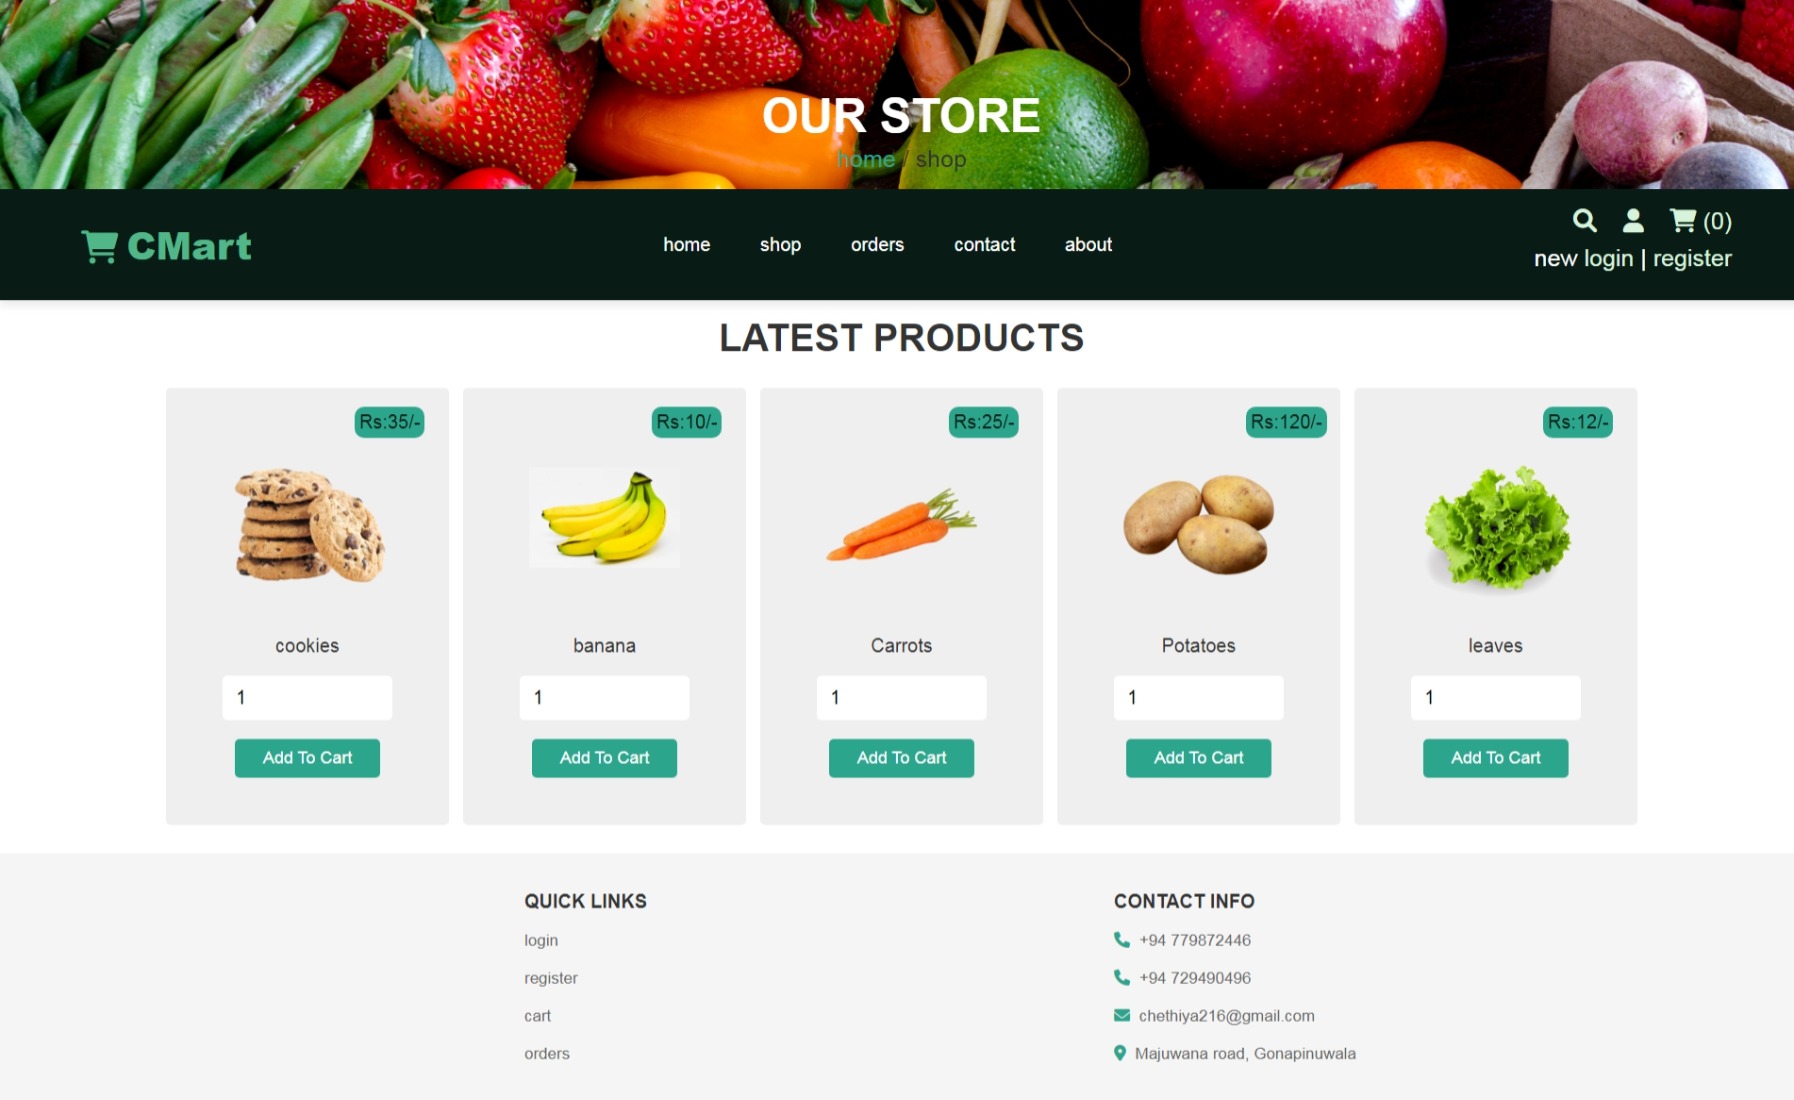 OUR STORE
home / shop
CMart
home shop orders contact about
(0)
new login | register
LATEST PRODUCTS
Rs:35/- Rs:10/- Rs:25/- Rs:120/- Rs:12/-
cookies banana Carrots Potatoes leaves
1 1 1 1 1
Add To Cart Add To Cart Add To Cart Add To Cart Add To Cart
QUICK LINKS
login
register
cart
orders
CONTACT INFO
+94 779872446
+94 729490496
chethiya216@gmail.com
Majuwana road, Gonapinuwala